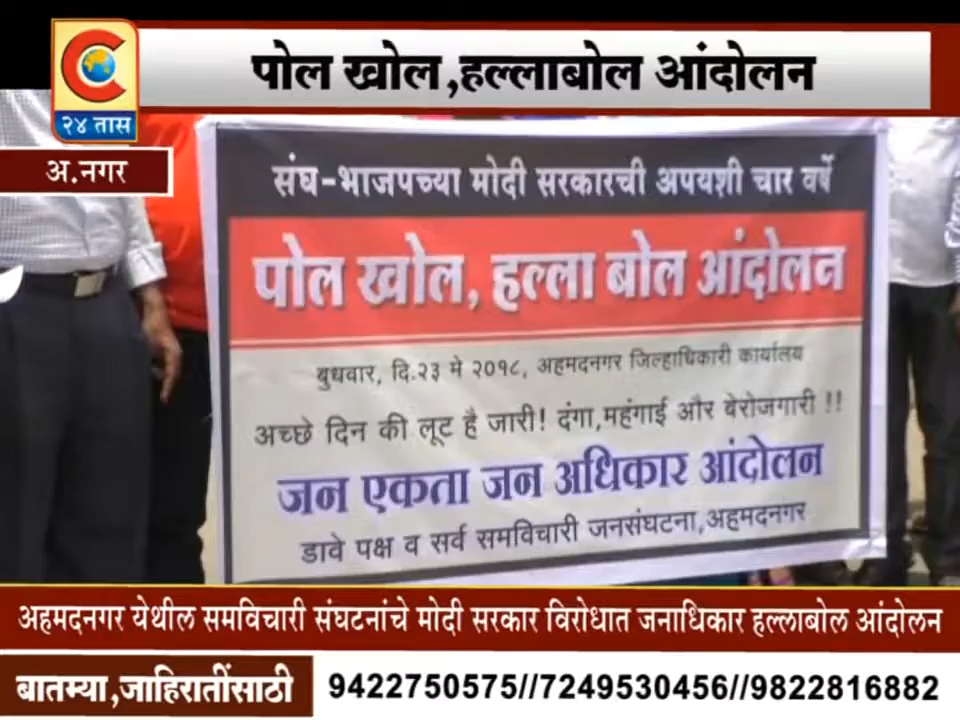 पोल खोल,हल्लाबोल आंदोलन
C
२४ तास
अ.नगर
संघ-भाजपच्या मोदी सरकारची अपयशी चार वर्षे
पोल खोल, हल्ला बोल आंदोलन
बुधवार, दि.२३ मे २०१८, अहमदनगर जिल्हाधिकारी कार्यालय
अच्छे दिन की लूट है जारी! दंगा,महंगाई और बेरोजगारी !!
जन एकता जन अधिकार आंदोलन
डावे पक्ष व सर्व समविचारी जनसंघटना,अहमदनगर
अहमदनगर येथील समविचारी संघटनांचे मोदी सरकार विरोधात जनाधिकार हल्लाबोल आंदोलन
बातम्या,जाहिरातींसाठी
9422750575//7249530456//9822816882